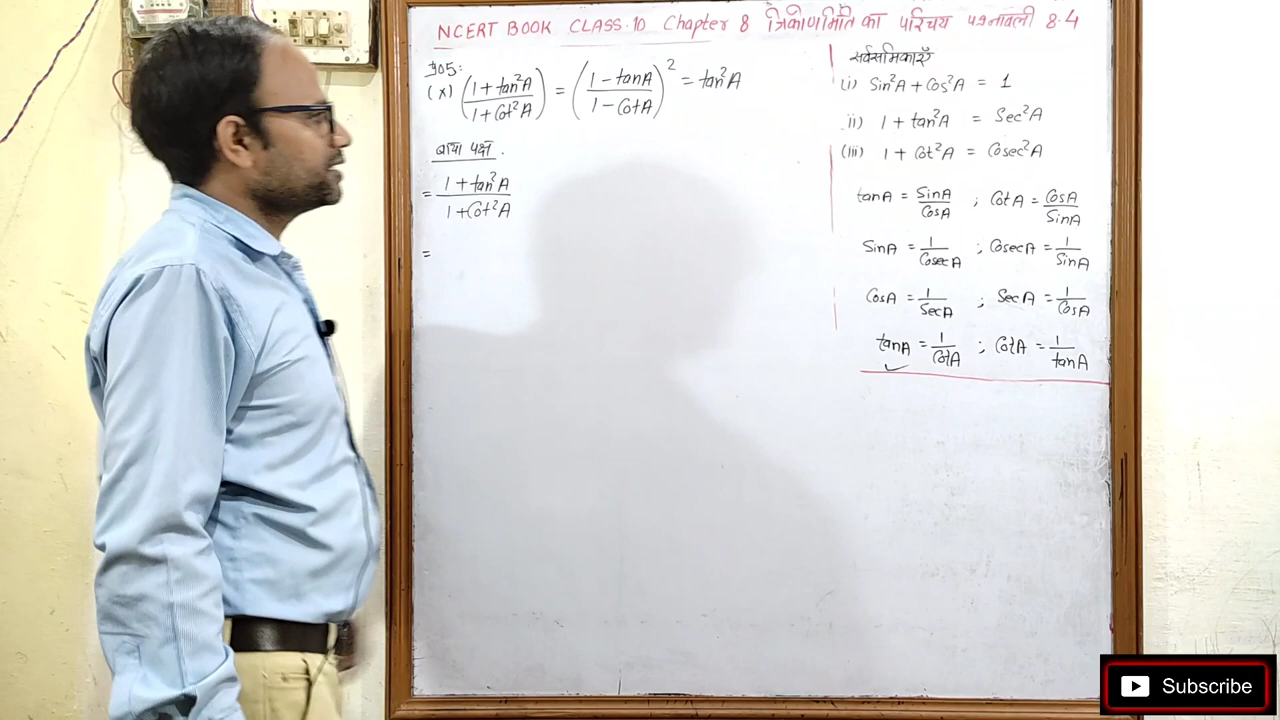 NCERT BOOK CLASS.10 Chapter 8 त्रिकोणमिति का परिचय प्रश्नावली 8.4
प्र05:
(x) ((1 + tan²A)/(1 + Cot²A)) = ((1 - tanA)/(1 - CotA))² = tan²A
बाया पक्ष .
= (1 + tan²A)/(1 + Cot²A)
=
सर्वसमिकाएँ
(i) Sin²A + Cos²A = 1
ii) 1 + tan²A = Sec²A
(iii) 1 + Cot²A = Cosec²A
tanA = SinA/CosA ; CotA = CosA/SinA
SinA = 1/CosecA ; CosecA = 1/SinA
CosA = 1/SecA ; SecA = 1/CosA
tanA = 1/CotA ; CotA = 1/tanA
Subscribe